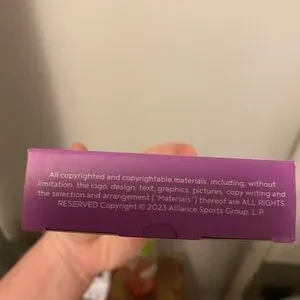 All copyrighted and copyrightable materials, including, without
limitation, the logo, design, text, graphics, pictures, copy writing and
the selection and arrangement ("Materials") thereof are ALL RIGHTS
RESERVED Copyright © 2023 Alliance Sports Group, L.P